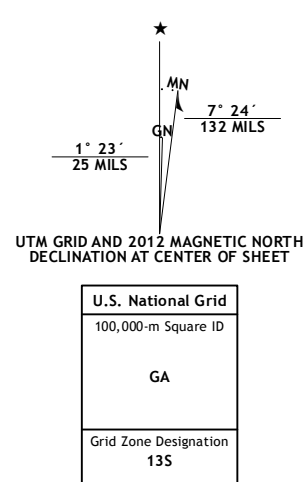 ★
MN
GN
7° 24´
132 MILS
1° 23´
25 MILS
UTM GRID AND 2012 MAGNETIC NORTH
DECLINATION AT CENTER OF SHEET
U.S. National Grid
100,000-m Square ID
GA
Grid Zone Designation
13S